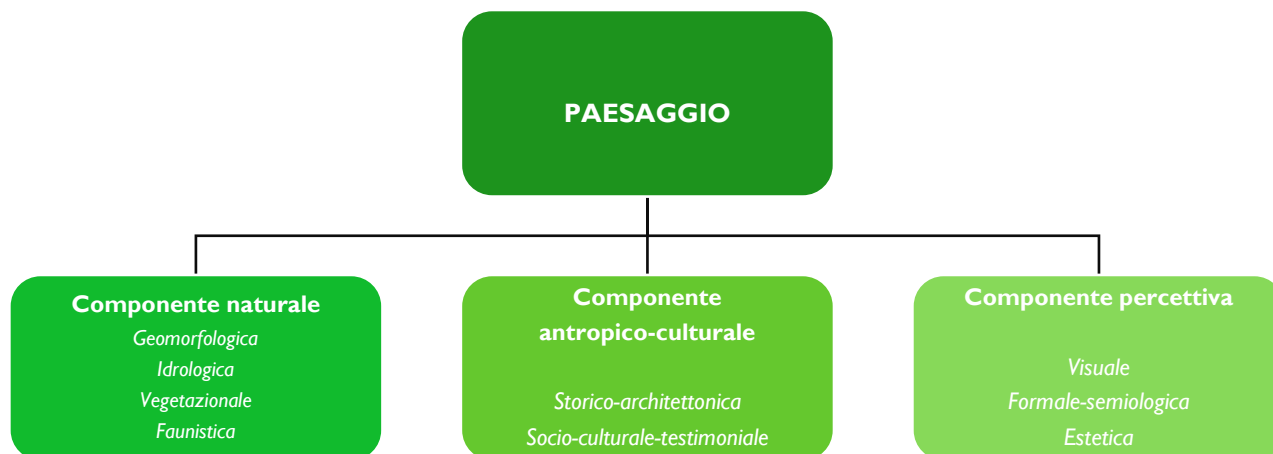 PAESAGGIO
Componente naturale
Geomorfologica
Idrologica
Vegetazionale
Faunistica
Componente
antropico-culturale
Storico-architettonica
Socio-culturale-testimoniale
Componente percettiva
Visuale
Formale-semiologica
Estetica